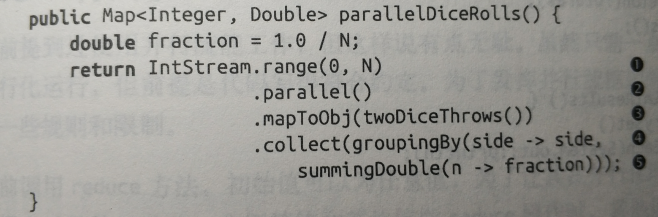 public Map<Integer, Double> parallelDiceRolls() {
    double fraction = 1.0 / N;
    return IntStream.range(0, N) ❶
                    .parallel() ❷
                    .mapToObj(twoDiceThrows()) ❸
                    .collect(groupingBy(side -> side, ❹
                        summingDouble(n -> fraction))); ❺
}